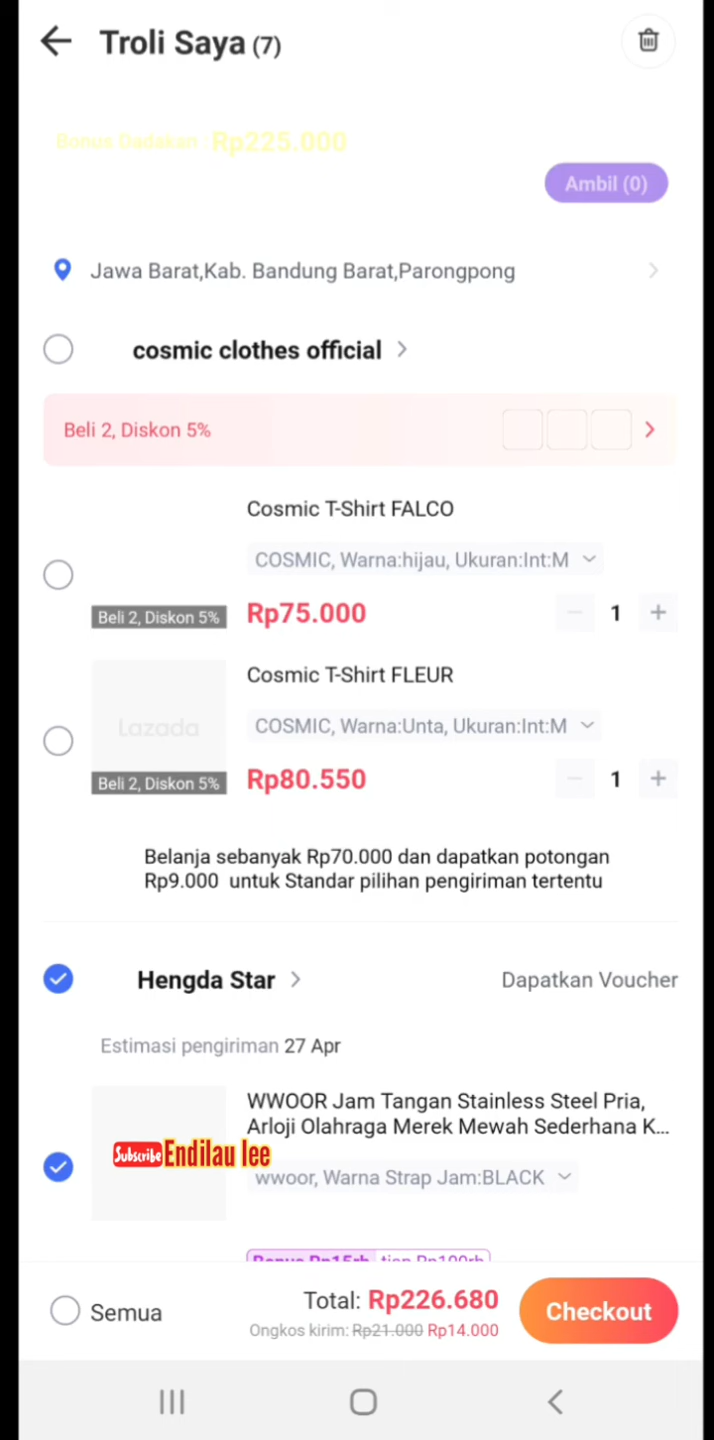 Troli Saya (7)
Bonus Dadakan : Rp225.000
Ambil (0)
Jawa Barat,Kab. Bandung Barat,Parongpong
cosmic clothes official
Beli 2, Diskon 5%
Cosmic T-Shirt FALCO
COSMIC, Warna:hijau, Ukuran:Int:M
Beli 2, Diskon 5%
Rp75.000
1
Cosmic T-Shirt FLEUR
Lazada
COSMIC, Warna:Unta, Ukuran:Int:M
Beli 2, Diskon 5%
Rp80.550
1
Belanja sebanyak Rp70.000 dan dapatkan potongan
Rp9.000 untuk Standar pilihan pengiriman tertentu
Hengda Star
Dapatkan Voucher
Estimasi pengiriman 27 Apr
WWOOR Jam Tangan Stainless Steel Pria,
Arloji Olahraga Merek Mewah Sederhana K...
Subscribe Endilau lee
wwoor, Warna Strap Jam:BLACK
Bonus Rp15rb tiap Rp100rb
Semua
Total: Rp226.680
Ongkos kirim: Rp21.000 Rp14.000
Checkout